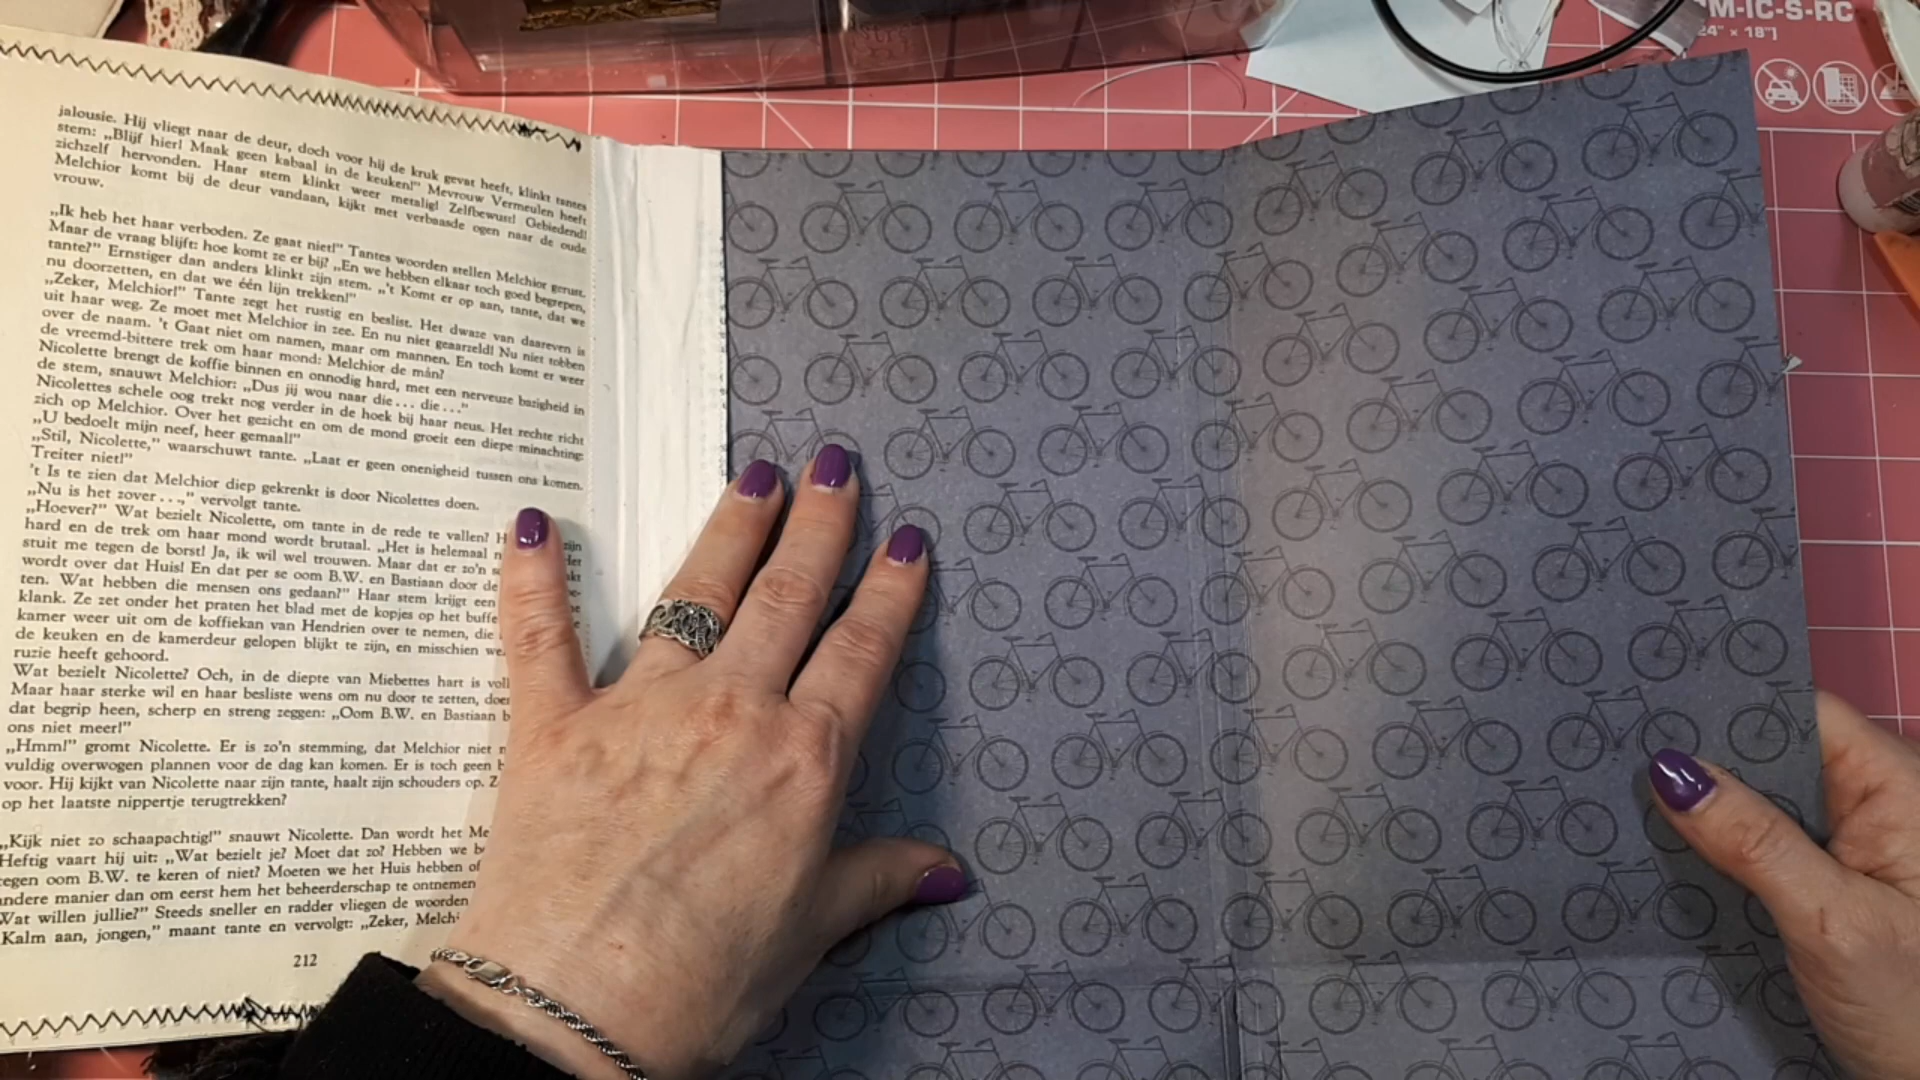 jalousie. Hij vliegt naar de deur, doch voor hij de kruk gevat heeft, klinkt tantes
stem: „Blijf hier! Maak geen kabaal in de keuken!” Mevrouw Vermeulen heeft
zichzelf hervonden. Haar stem klinkt weer metalig! Zelfbewust! Gebiedend!
Melchior komt bij de deur vandaan, kijkt met verbaasde ogen naar de oude
vrouw.
„Ik heb het haar verboden. Ze gaat niet!” Tantes woorden stellen Melchior gerust.
Maar de vraag blijft: hoe komt ze er bij? „En we hebben elkaar toch goed begrepen,
tante?” Ernstiger dan anders klinkt zijn stem. „'t Komt er op aan, tante, dat we
nu doorzetten, en dat we één lijn trekken!”
„Zeker, Melchior!” Tante zegt het rustig en beslist. Het dwaze van daareven is
uit haar weg. Ze moet met Melchior in zee. En nu niet geaarzeld! Nu niet tobben
over de naam. 't Gaat niet om namen, maar om mannen. En toch komt er weer
de vreemd-bittere trek om haar mond: Melchior de mán?
Nicolette brengt de koffie binnen en onnodig hard, met een nerveuze bazigheid in
de stem, snauwt Melchior: „Dus jij wou naar die ... die ...”
Nicolettes schele oog trekt nog verder in de hoek bij haar neus. Het rechte richt
zich op Melchior. Over het gezicht en om de mond groeit een diepe minachting:
„U bedoelt mijn neef, heer gemaal!”
„Stil, Nicolette,” waarschuwt tante. „Laat er geen onenigheid tussen ons komen.
Treiter niet!”
't Is te zien dat Melchior diep gekrenkt is door Nicolettes doen.
„Nu is het zover ...,” vervolgt tante.
„Hoever?” Wat bezielt Nicolette, om tante in de rede te vallen? H zijn
hard en de trek om haar mond wordt brutaal. „Het is helemaal n Het
stuit me tegen de borst! Ja, ik wil wel trouwen. Maar dat er zo'n akt
wordt over dat Huis! En dat per se oom B.W. en Bastiaan door de be-
ten. Wat hebben die mensen ons gedaan?” Haar stem krijgt een ne
klank. Ze zet onder het praten het blad met de kopjes op het buffe e
kamer weer uit om de koffiekan van Hendrien over te nemen, die
de keuken en de kamerdeur gelopen blijkt te zijn, en misschien we
ruzie heeft gehoord.
Wat bezielt Nicolette? Och, in de diepte van Miebettes hart is vol
Maar haar sterke wil en haar besliste wens om nu door te zetten, doe
dat begrip heen, scherp en streng zeggen: „Oom B.W. en Bastiaan b
ons niet meer!”
„Hmm!” gromt Nicolette. Er is zo'n stemming, dat Melchior niet
vuldig overwogen plannen voor de dag kan komen. Er is toch geen
voor. Hij kijkt van Nicolette naar zijn tante, haalt zijn schouders op. Z
op het laatste nippertje terugtrekken?
„Kijk niet zo schaapachtig!” snauwt Nicolette. Dan wordt het Me
Heftig vaart hij uit: „Wat bezielt je? Moet dat zo? Hebben we b
tegen oom B.W. te keren of niet? Moeten we het Huis hebben of
andere manier dan om eerst hem het beheerderschap te ontnemen
Wat willen jullie?” Steeds sneller en radder vliegen de woorden
Kalm aan, jongen,” maant tante en vervolgt: „Zeker, Melchi
212
M-IC-S-RC
24" x 18"]